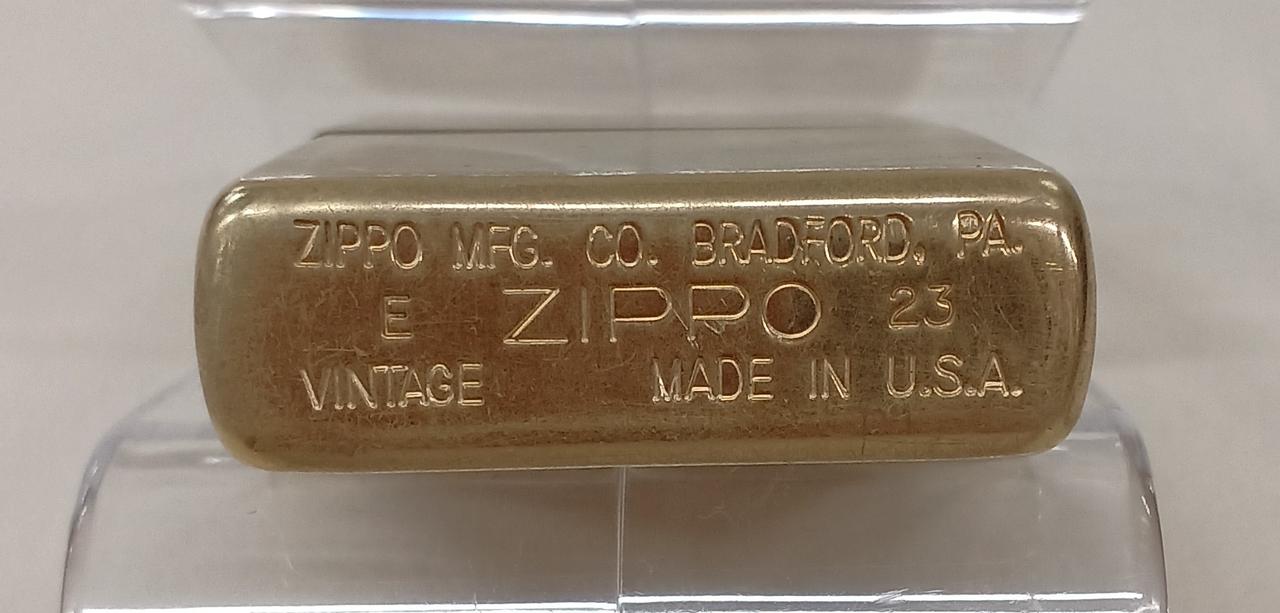 ZIPPO MFG. CO. BRADFORD, PA.
E ZIPPO 23
VINTAGE MADE IN U.S.A.